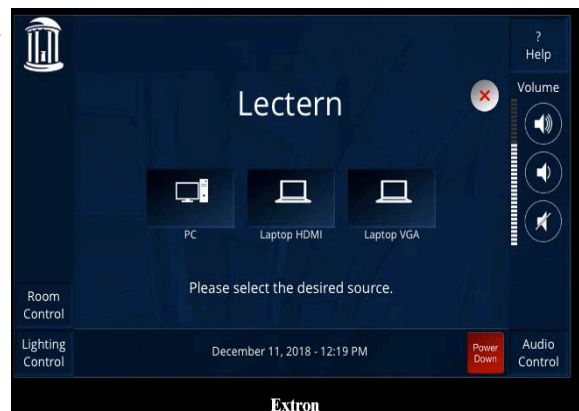 ?
Help
Volume
Lectern
PC
Laptop HDMI
Laptop VGA
Please select the desired source.
Room
Control
Lighting
Control
December 11, 2018 - 12:19 PM
Power
Down
Audio
Control
Extron